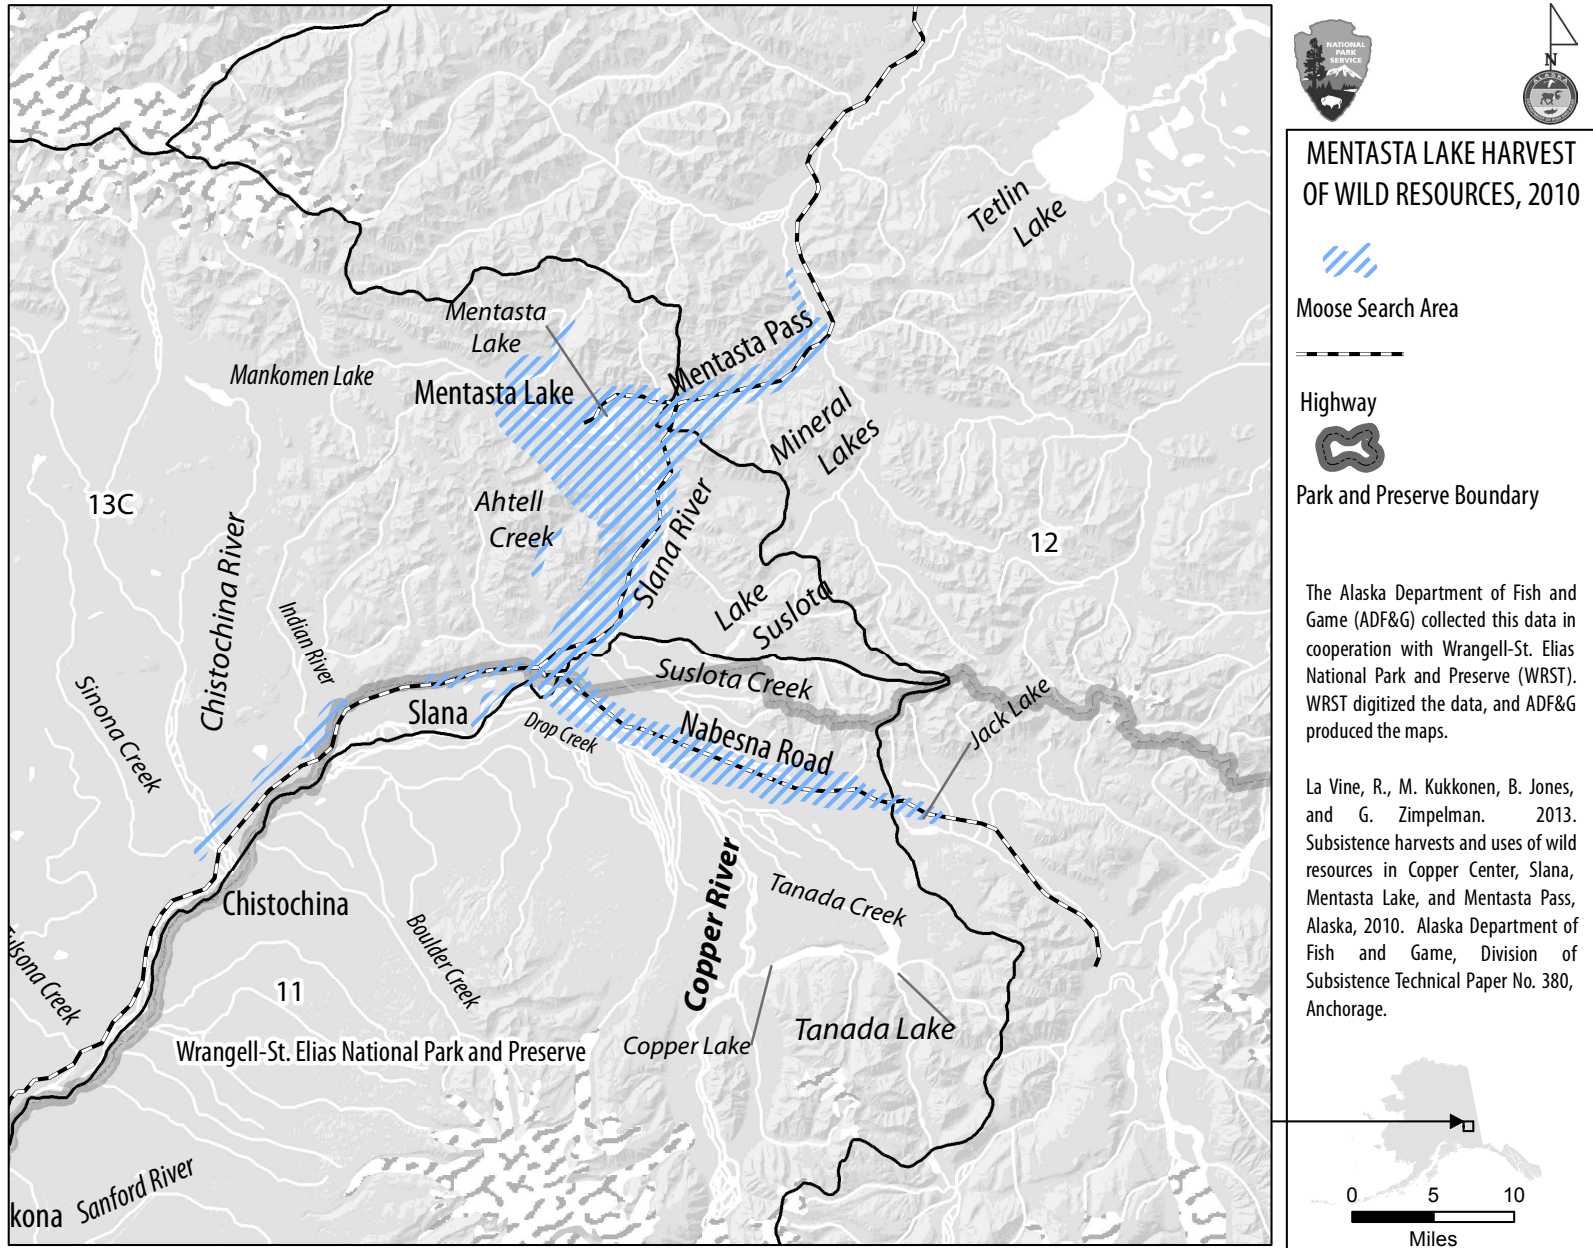 Tetlin
Lake
Mentasta
Lake
Mentasta Pass
Mankomen Lake
Mentasta Lake
Mineral
Lakes
13C
Ahtell
Creek
12
Chistochina River
Slana River
Lake
Suslota
Indian River
Sinona Creek
Suslota Creek
Slana
Drop Creek
Nabesna Road
Jack Lake
Chistochina
Copper River
Tanada Creek
Boulder Creek
11
Wrangell-St. Elias National Park and Preserve
Copper Lake
Tanada Lake
Sanford River
kona
NATIONAL
PARK
SERVICE
N
ALASKA
MENTASTA LAKE HARVEST
OF WILD RESOURCES, 2010
Moose Search Area
Highway
Park and Preserve Boundary
The Alaska Department of Fish and
Game (ADF&G) collected this data in
cooperation with Wrangell-St. Elias
National Park and Preserve (WRST).
WRST digitized the data, and ADF&G
produced the maps.
La Vine, R., M. Kukkonen, B. Jones,
and G. Zimpelman. 2013.
Subsistence harvests and uses of wild
resources in Copper Center, Slana,
Mentasta Lake, and Mentasta Pass,
Alaska, 2010. Alaska Department of
Fish and Game, Division of
Subsistence Technical Paper No. 380,
Anchorage.
0 5 10
Miles